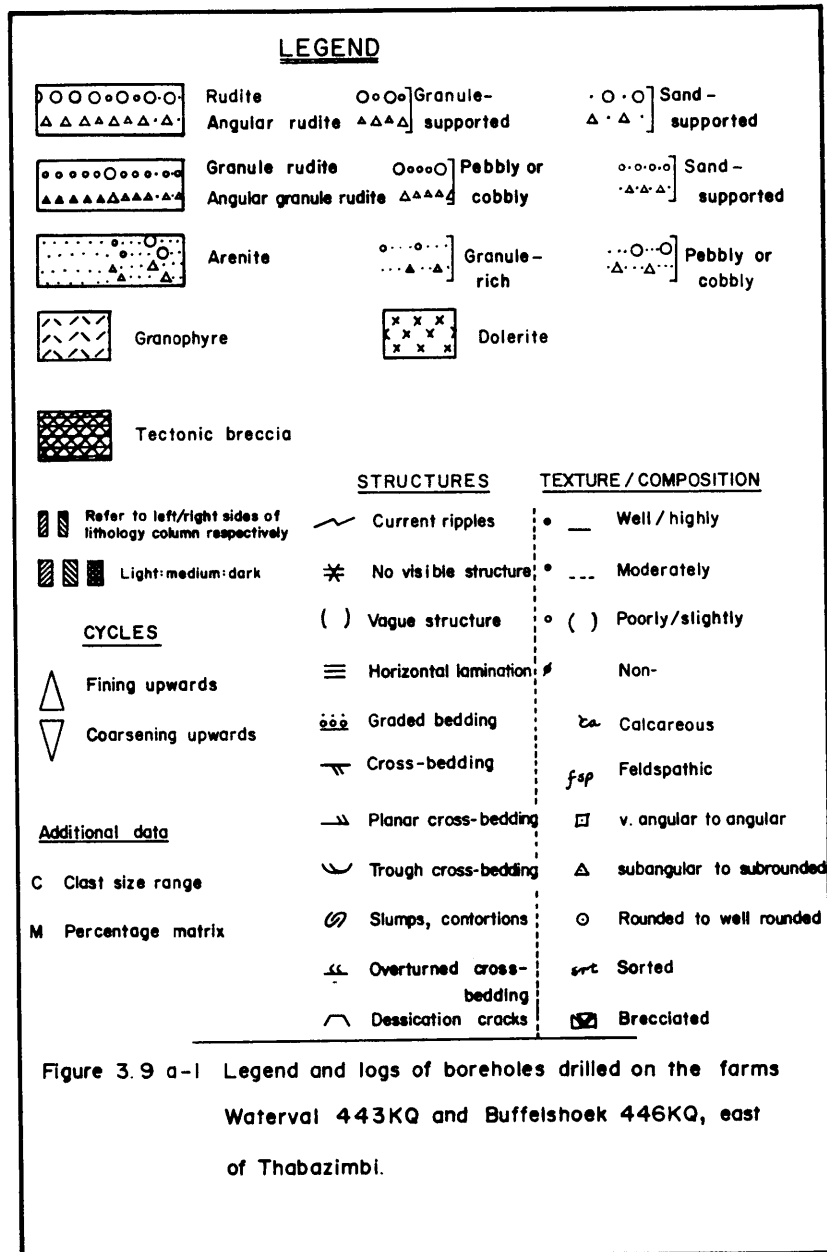 LEGEND
Rudite
Granule-
Sand-
Angular rudite
supported
supported
Granule rudite
Pebbly or
Sand-
Angular granule rudite
cobbly
supported
Arenite
Granule-
rich
Pebbly or
cobbly
Granophyre
Dolerite
Tectonic breccia
Refer to left/right sides of
lithology column respectively
Light:medium:dark
CYCLES
Fining upwards
Coarsening upwards
Additional data
C Clast size range
M Percentage matrix
STRUCTURES
Current ripples
No visible structure
Vague structure
Horizontal lamination
Graded bedding
Cross-bedding
Planar cross-bedding
Trough cross-bedding
Slumps, contortions
Overturned cross-
bedding
Dessication cracks
TEXTURE/COMPOSITION
Well/highly
Moderately
( ) Poorly/slightly
Non-
ca Calcareous
fsp Feldspathic
v. angular to angular
subangular to subrounded
Rounded to well rounded
srt Sorted
Brecciated
Figure 3.9 a-l Legend and logs of boreholes drilled on the farms
Waterval 443KQ and Buffelshoek 446KQ, east
of Thabazimbi.